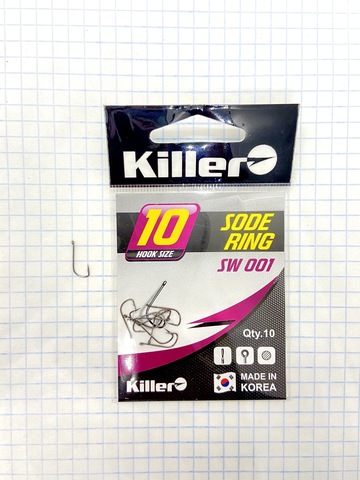 Killer
10
HOOK SIZE
SODE
RING
SW 001
Qty.10
Killer
MADE IN
KOREA